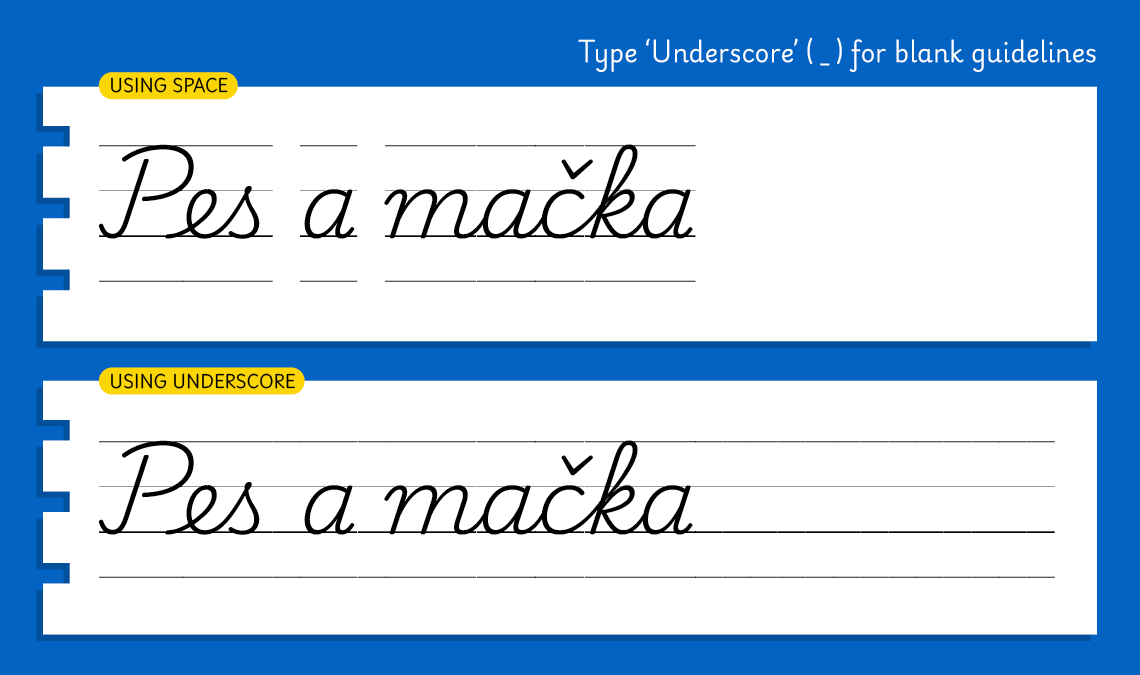 Type ‘Underscore’ ( _ ) for blank guidelines
USING SPACE
Pes a mačka
USING UNDERSCORE
Pes a mačka